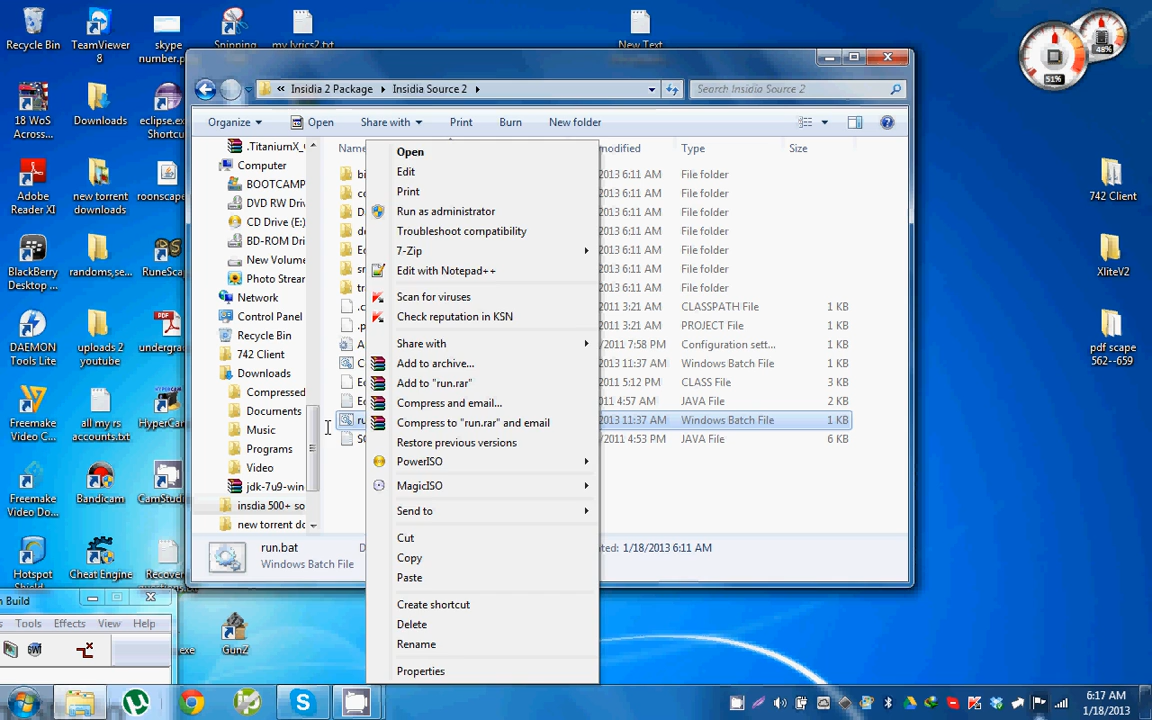 Recycle Bin
TeamViewer
8
skype
number.p
Snipping
my lyrics2.txt
New Text
51%
48%
Insidia 2 Package
Insidia Source 2
Search Insidia Source 2
Organize
Open
Share with
Print
Burn
New folder
Name
modified
Type
Size
.TitaniumX_
Computer
BOOTCAMP
DVD RW Dri
CD Drive (E:
BD-ROM Dri
New Volume
Photo Strean
Network
Control Panel
Recycle Bin
742 Client
Downloads
Compressed
Documents
Music
Programs
Video
jdk-7u9-win
insdia 500+ so
new torrent do
2013 6:11 AM
File folder
2013 6:11 AM
File folder
2013 6:11 AM
File folder
2013 6:11 AM
File folder
2013 6:11 AM
File folder
2013 6:11 AM
File folder
2013 6:11 AM
File folder
2011 3:21 AM
CLASSPATH File
1 KB
2011 3:21 AM
PROJECT File
1 KB
/2011 7:58 PM
Configuration sett...
1 KB
2013 11:37 AM
Windows Batch File
1 KB
2011 5:12 PM
CLASS File
3 KB
2011 4:57 AM
JAVA File
2 KB
2013 11:37 AM
Windows Batch File
1 KB
2011 4:53 PM
JAVA File
6 KB
Open
Edit
Print
Run as administrator
Troubleshoot compatibility
7-Zip
Edit with Notepad++
Scan for viruses
Check reputation in KSN
Share with
Add to archive...
Add to "run.rar"
Compress and email...
Compress to "run.rar" and email
Restore previous versions
PowerISO
MagicISO
Send to
Cut
Copy
Paste
Create shortcut
Delete
Rename
Properties
run.bat
Windows Batch File
ted: 1/18/2013 6:11 AM
18 WoS
Across...
Downloads
eclipse.exe
Shortcut
Adobe
Reader XI
new torrent
downloads
roonscape
BlackBerry
Desktop ...
randoms,se...
RuneSca
DAEMON
Tools Lite
uploads 2
youtube
undergra
Freemake
Video C...
all my rs
accounts.txt
HyperCar
Freemake
Video Do...
Bandicam
CamStudi
Hotspot
Shield
Cheat Engine
Recover
Build
Tools
Effects
View
Help
.exe
GunZ
742 Client
XliteV2
pdf scape
562--659
6:17 AM
1/18/2013